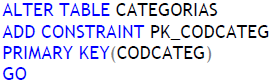 ALTER TABLE CATEGORIAS
ADD CONSTRAINT PK_CODCATEG
PRIMARY KEY(CODCATEG)
GO